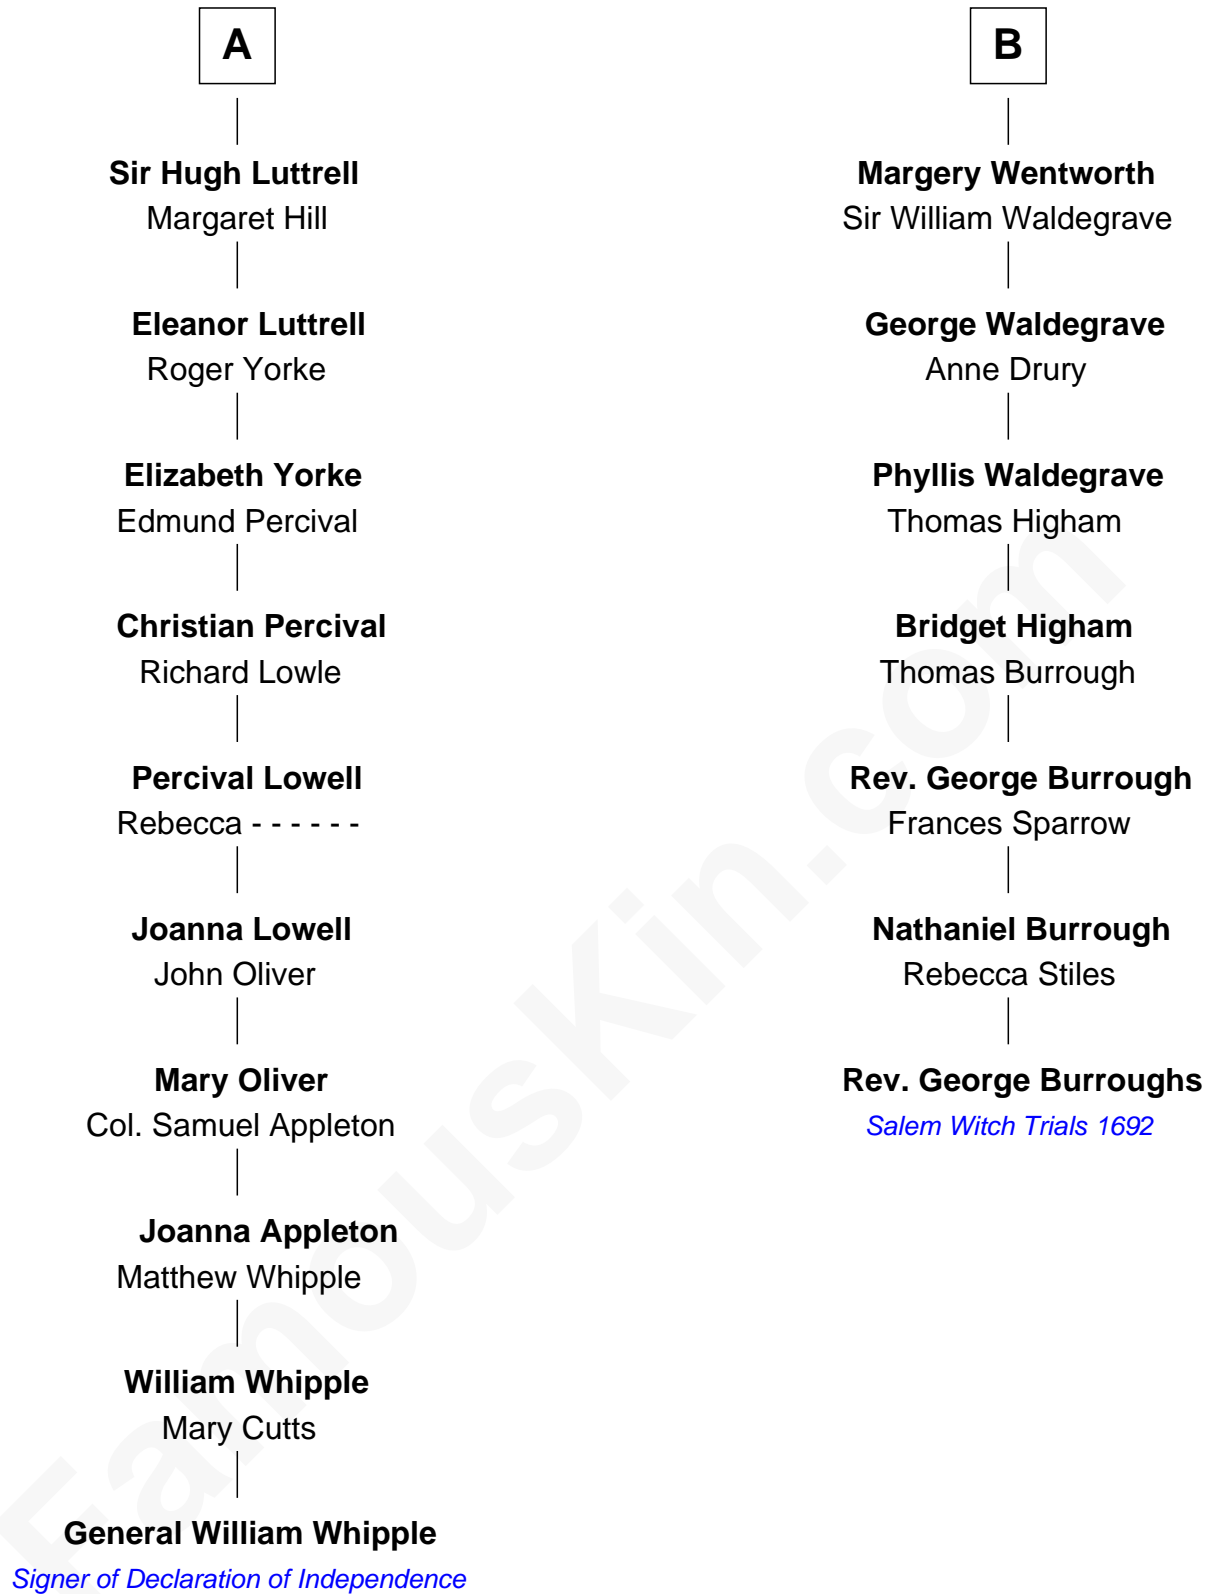 A
Sir Hugh Luttrell
Margaret Hill
Eleanor Luttrell
Roger Yorke
Elizabeth Yorke
Edmund Percival
Christian Percival
Richard Lowle
Percival Lowell
Rebecca - - - - - -
Joanna Lowell
John Oliver
Mary Oliver
Col. Samuel Appleton
Joanna Appleton
Matthew Whipple
William Whipple
Mary Cutts
General William Whipple
Signer of Declaration of Independence
B
Margery Wentworth
Sir William Waldegrave
George Waldegrave
Anne Drury
Phyllis Waldegrave
Thomas Higham
Bridget Higham
Thomas Burrough
Rev. George Burrough
Frances Sparrow
Nathaniel Burrough
Rebecca Stiles
Rev. George Burroughs
Salem Witch Trials 1692
FamousKin.com